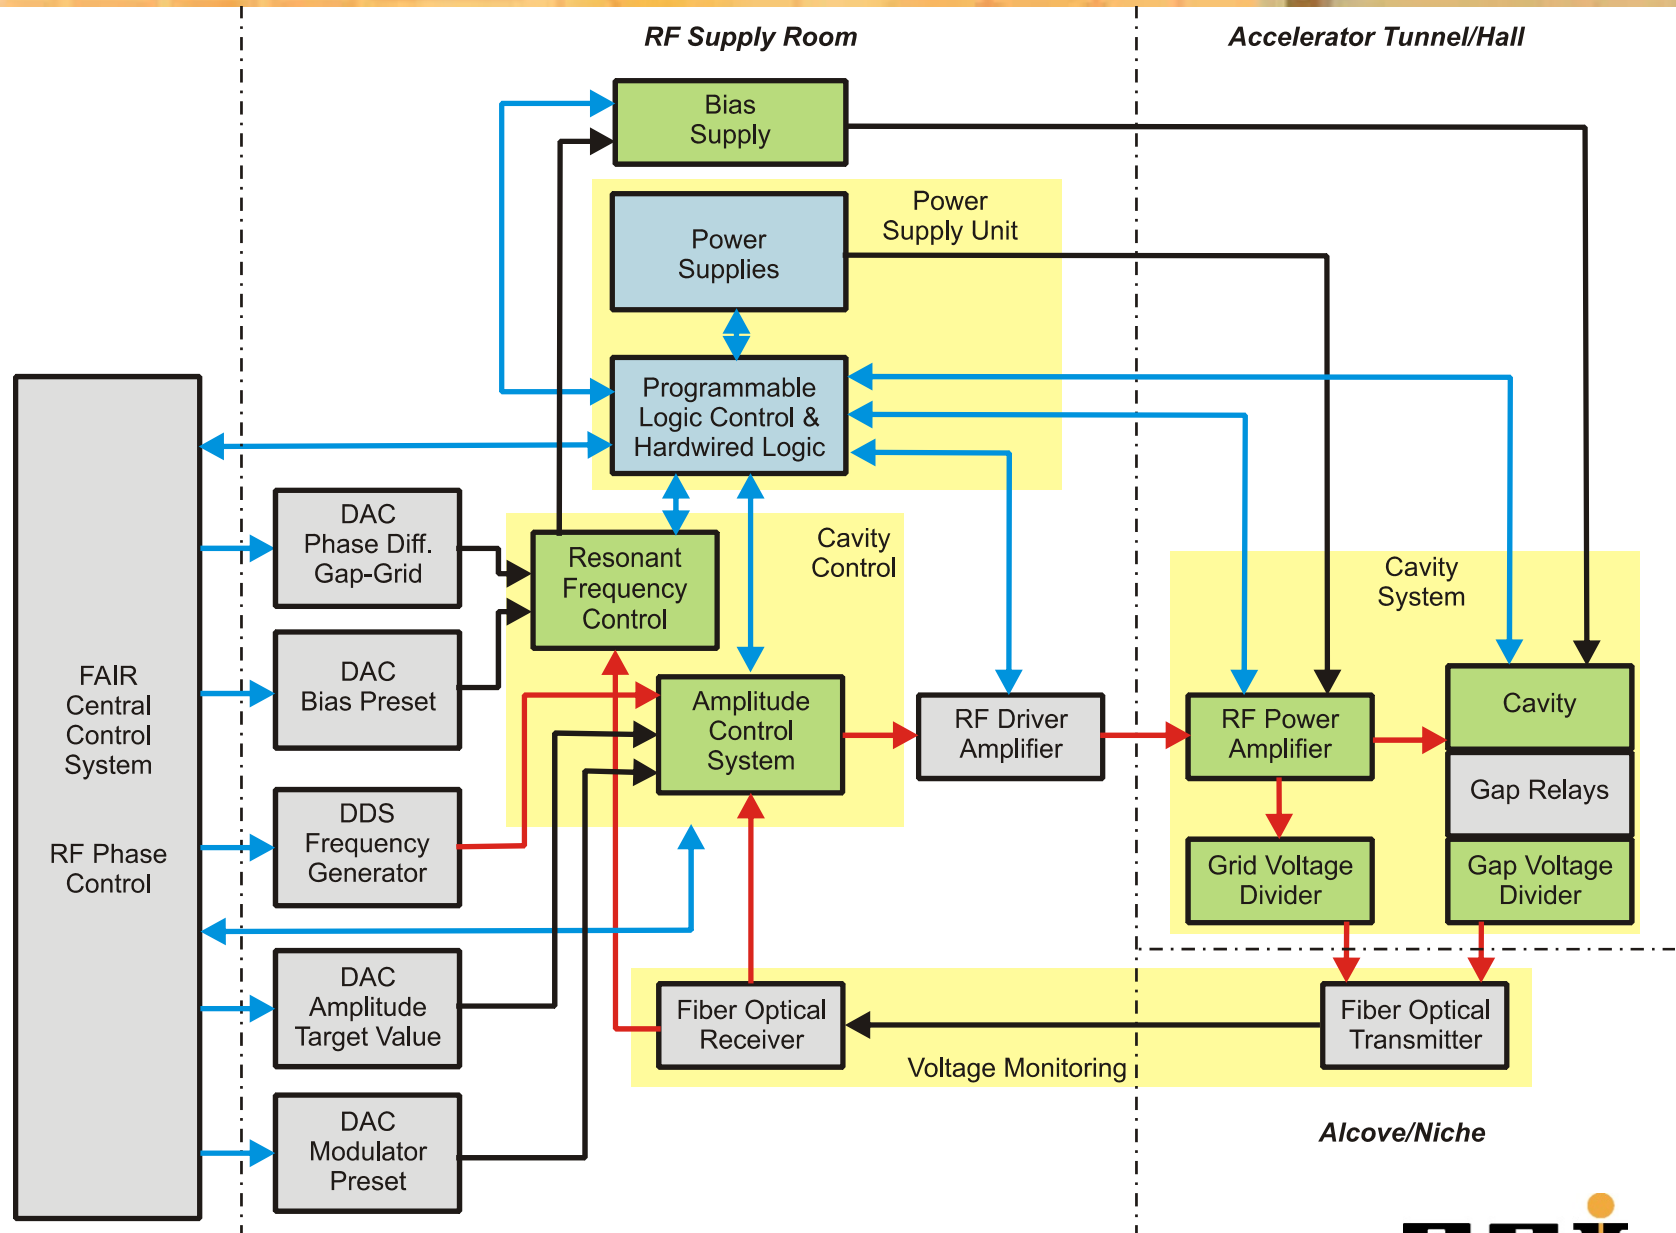 RF Supply Room
Accelerator Tunnel/Hall
Bias
Supply
Power
Supply Unit
Power
Supplies
Programmable
Logic Control &
Hardwired Logic
DAC
Phase Diff.
Gap-Grid
Resonant
Frequency
Control
Cavity
Control
Cavity
System
FAIR
Central
Control
System
RF Phase
Control
DAC
Bias Preset
Amplitude
Control
System
RF Driver
Amplifier
RF Power
Amplifier
Cavity
Gap Relays
DDS
Frequency
Generator
Grid Voltage
Divider
Gap Voltage
Divider
DAC
Amplitude
Target Value
Fiber Optical
Receiver
Fiber Optical
Transmitter
Voltage Monitoring
DAC
Modulator
Preset
Alcove/Niche